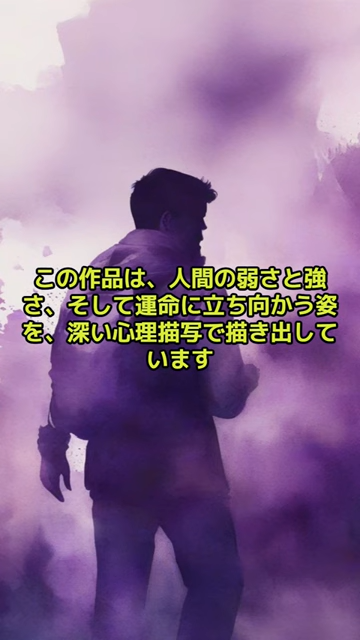 この作品は、人間の弱さと強
さ、そして運命に立ち向かう姿
を、深い心理描写で描き出して
います